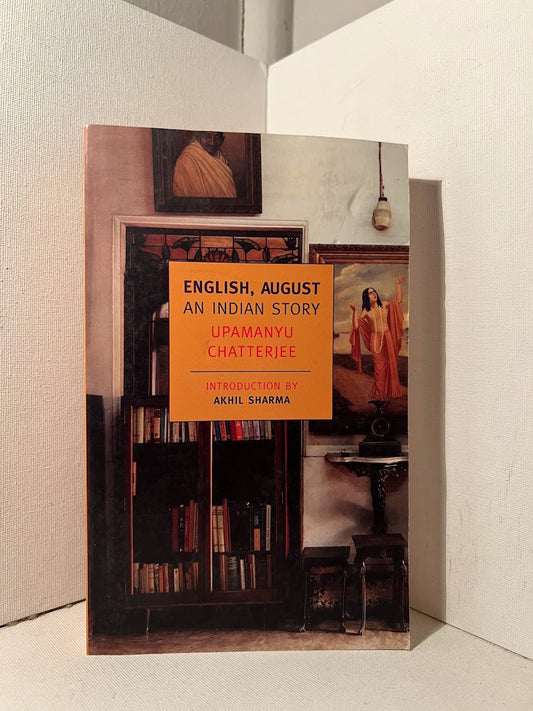 ENGLISH, AUGUST
AN INDIAN STORY
UPAMANYU
CHATTERJEE
INTRODUCTION BY
AKHIL SHARMA